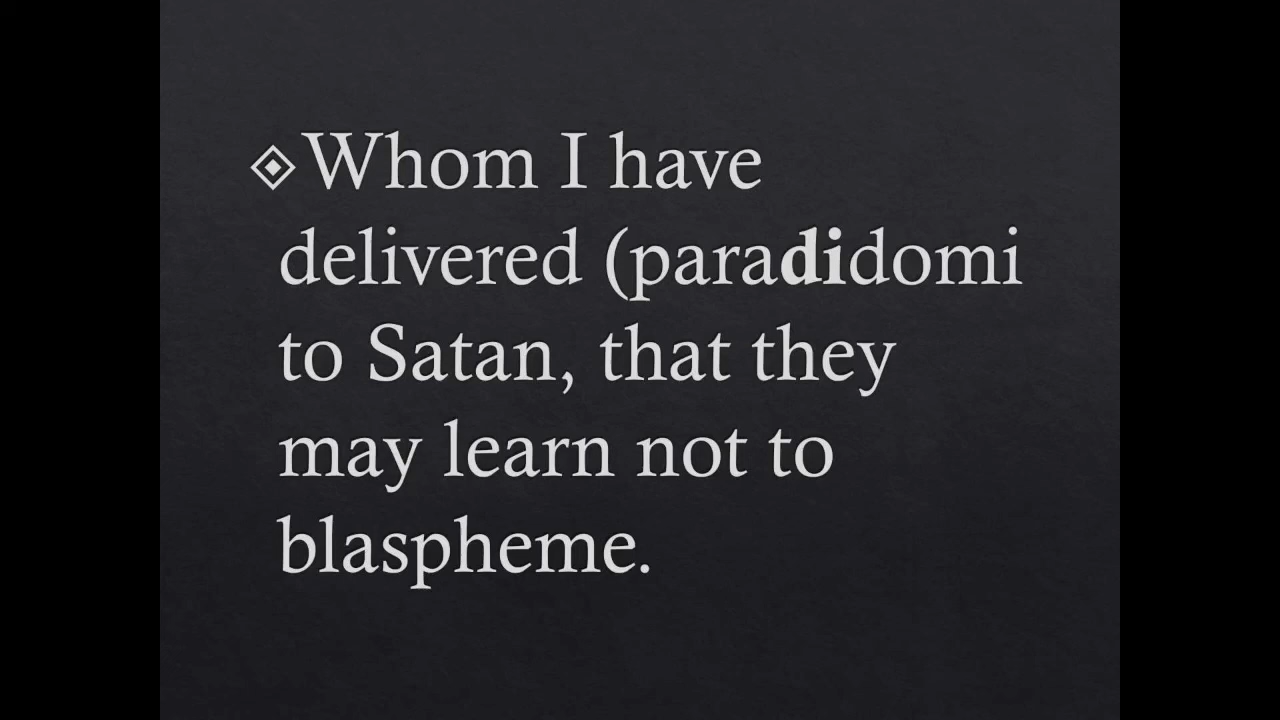 Whom I have
delivered (paradidomi
to Satan, that they
may learn not to
blaspheme.